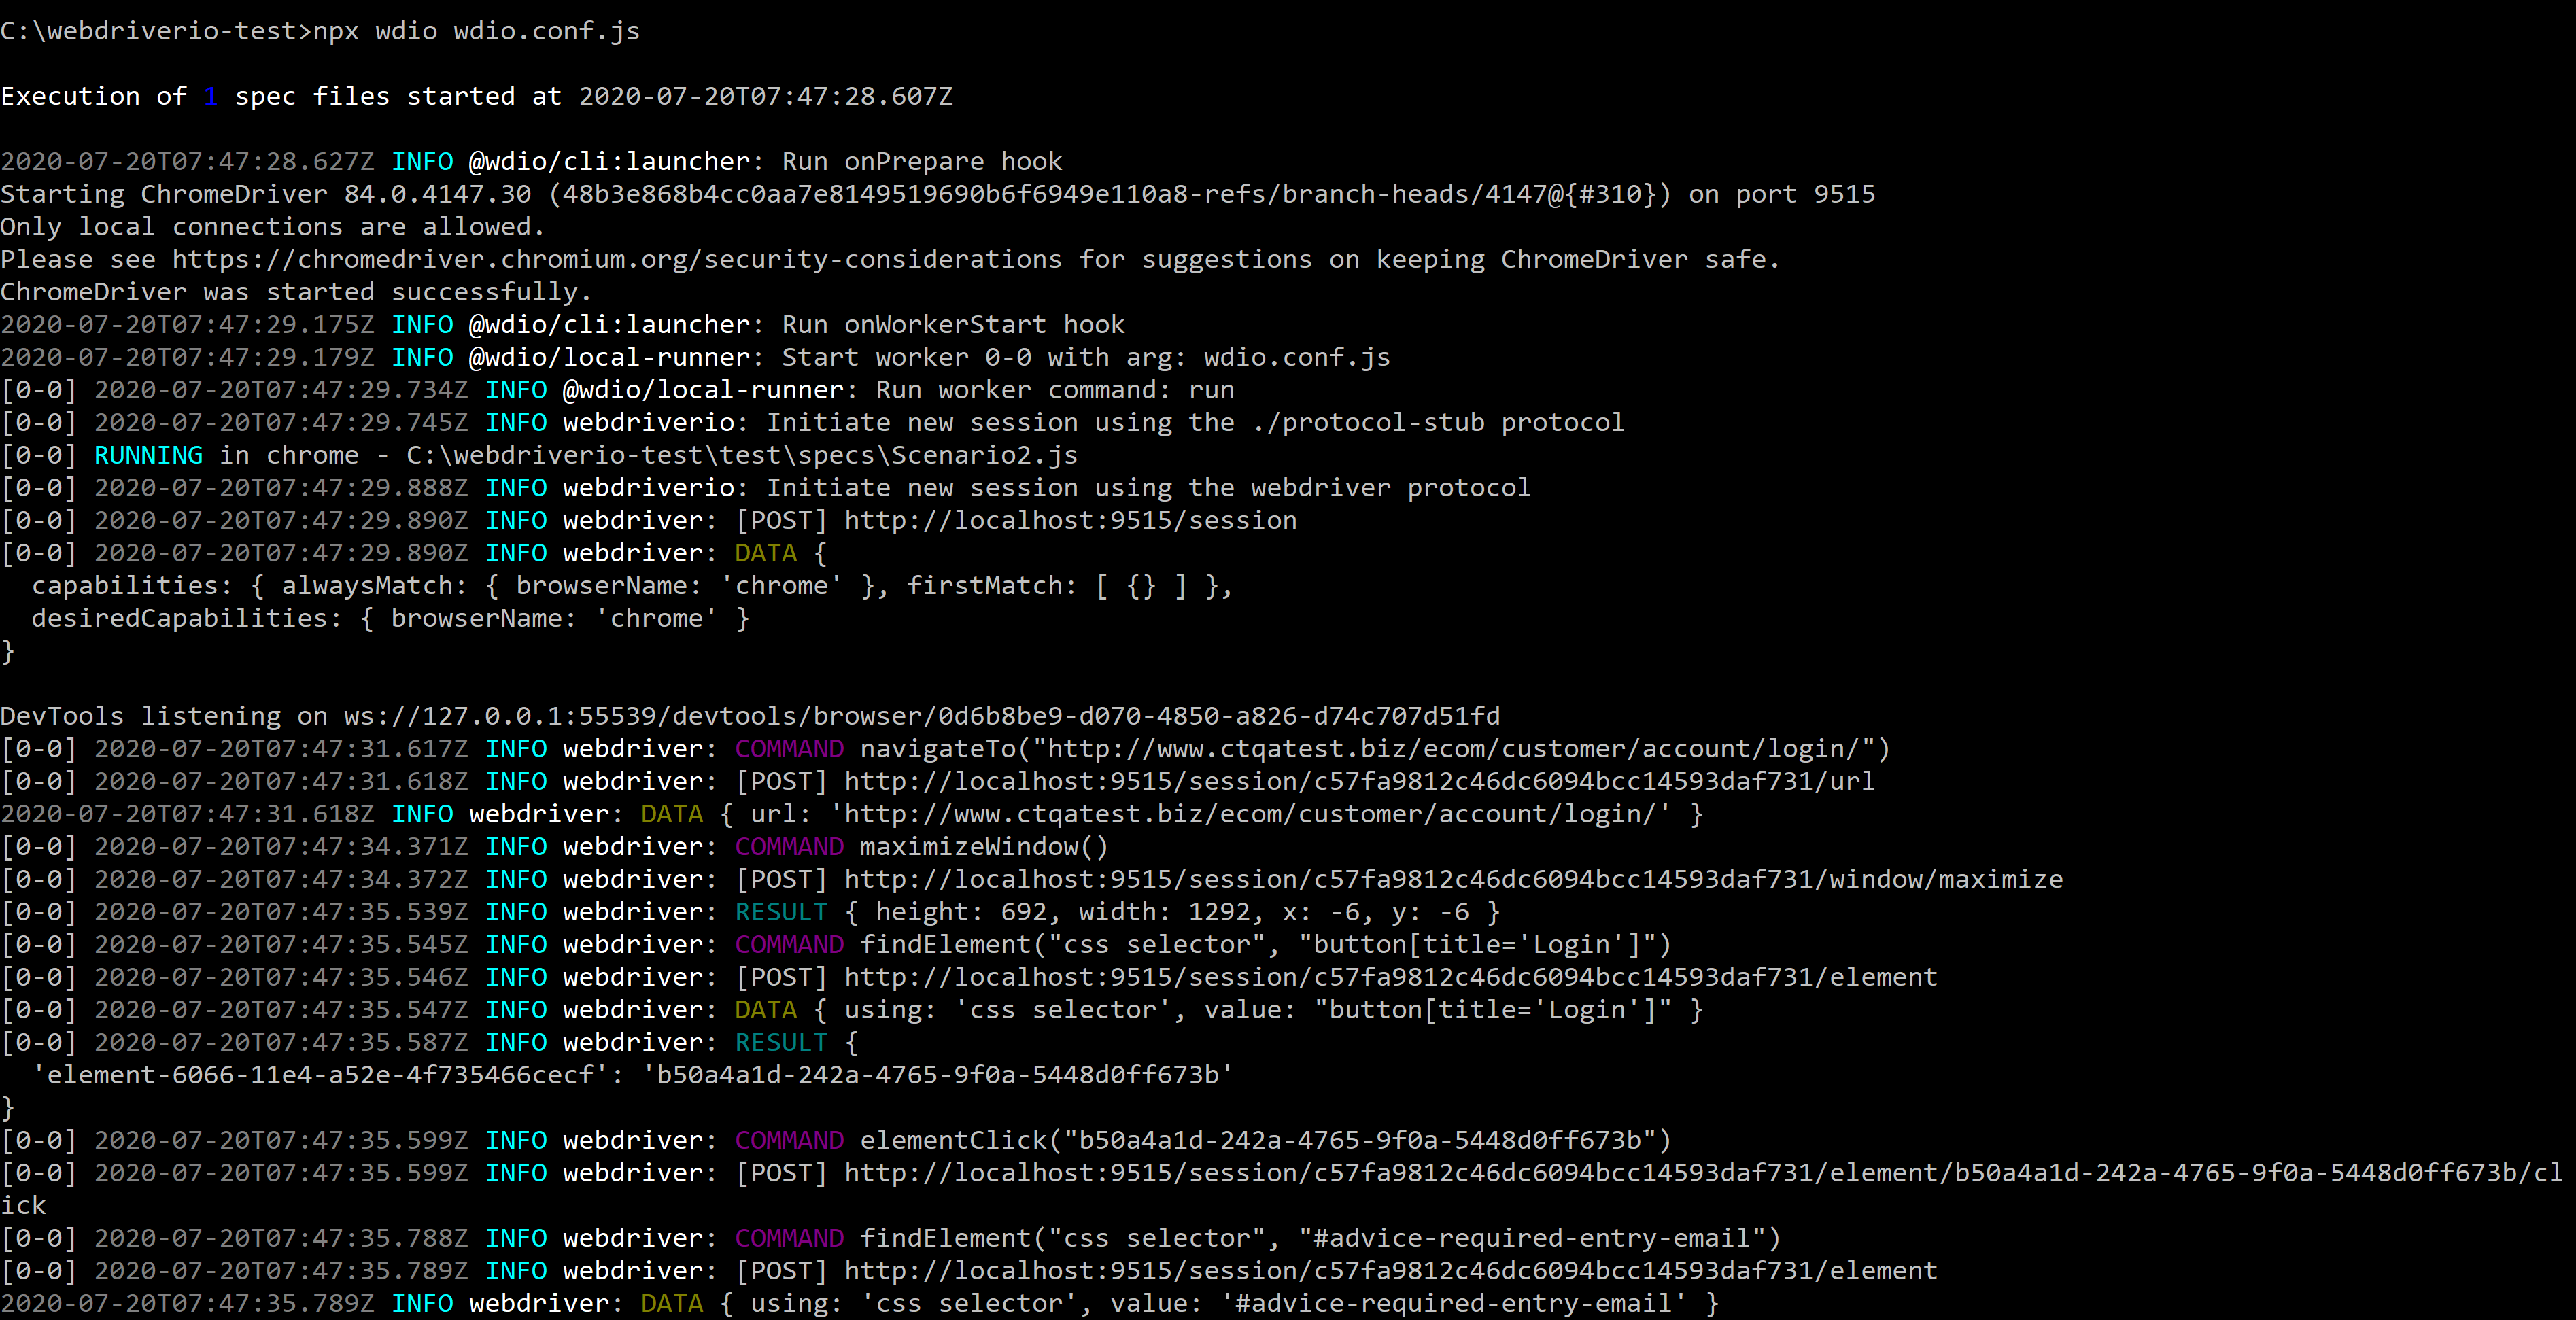 C:\webdriverio-test>npx wdio wdio.conf.js
Execution of 1 spec files started at 2020-07-20T07:47:28.607Z
2020-07-20T07:47:28.627Z INFO @wdio/cli:launcher: Run onPrepare hook
Starting ChromeDriver 84.0.4147.30 (48b3e868b4cc0aa7e8149519690b6f6949e110a8-refs/branch-heads/4147@{#310}) on port 9515
Only local connections are allowed.
Please see https://chromedriver.chromium.org/security-considerations for suggestions on keeping ChromeDriver safe.
ChromeDriver was started successfully.
2020-07-20T07:47:29.175Z INFO @wdio/cli:launcher: Run onWorkerStart hook
2020-07-20T07:47:29.179Z INFO @wdio/local-runner: Start worker 0-0 with arg: wdio.conf.js
[0-0] 2020-07-20T07:47:29.734Z INFO @wdio/local-runner: Run worker command: run
[0-0] 2020-07-20T07:47:29.745Z INFO webdriverio: Initiate new session using the ./protocol-stub protocol
[0-0] RUNNING in chrome - C:\webdriverio-test\test\specs\Scenario2.js
[0-0] 2020-07-20T07:47:29.888Z INFO webdriverio: Initiate new session using the webdriver protocol
[0-0] 2020-07-20T07:47:29.890Z INFO webdriver: [POST] http://localhost:9515/session
[0-0] 2020-07-20T07:47:29.890Z INFO webdriver: DATA {
  capabilities: { alwaysMatch: { browserName: 'chrome' }, firstMatch: [ {} ] },
  desiredCapabilities: { browserName: 'chrome' }
}
DevTools listening on ws://127.0.0.1:55539/devtools/browser/0d6b8be9-d070-4850-a826-d74c707d51fd
[0-0] 2020-07-20T07:47:31.617Z INFO webdriver: COMMAND navigateTo("http://www.ctqatest.biz/ecom/customer/account/login/")
[0-0] 2020-07-20T07:47:31.618Z INFO webdriver: [POST] http://localhost:9515/session/c57fa9812c46dc6094bcc14593daf731/url
2020-07-20T07:47:31.618Z INFO webdriver: DATA { url: 'http://www.ctqatest.biz/ecom/customer/account/login/' }
[0-0] 2020-07-20T07:47:34.371Z INFO webdriver: COMMAND maximizeWindow()
[0-0] 2020-07-20T07:47:34.372Z INFO webdriver: [POST] http://localhost:9515/session/c57fa9812c46dc6094bcc14593daf731/window/maximize
[0-0] 2020-07-20T07:47:35.539Z INFO webdriver: RESULT { height: 692, width: 1292, x: -6, y: -6 }
[0-0] 2020-07-20T07:47:35.545Z INFO webdriver: COMMAND findElement("css selector", "button[title='Login']")
[0-0] 2020-07-20T07:47:35.546Z INFO webdriver: [POST] http://localhost:9515/session/c57fa9812c46dc6094bcc14593daf731/element
[0-0] 2020-07-20T07:47:35.547Z INFO webdriver: DATA { using: 'css selector', value: "button[title='Login']" }
[0-0] 2020-07-20T07:47:35.587Z INFO webdriver: RESULT {
  'element-6066-11e4-a52e-4f735466cecf': 'b50a4a1d-242a-4765-9f0a-5448d0ff673b'
}
[0-0] 2020-07-20T07:47:35.599Z INFO webdriver: COMMAND elementClick("b50a4a1d-242a-4765-9f0a-5448d0ff673b")
[0-0] 2020-07-20T07:47:35.599Z INFO webdriver: [POST] http://localhost:9515/session/c57fa9812c46dc6094bcc14593daf731/element/b50a4a1d-242a-4765-9f0a-5448d0ff673b/cl
ick
[0-0] 2020-07-20T07:47:35.788Z INFO webdriver: COMMAND findElement("css selector", "#advice-required-entry-email")
[0-0] 2020-07-20T07:47:35.789Z INFO webdriver: [POST] http://localhost:9515/session/c57fa9812c46dc6094bcc14593daf731/element
2020-07-20T07:47:35.789Z INFO webdriver: DATA { using: 'css selector', value: '#advice-required-entry-email' }